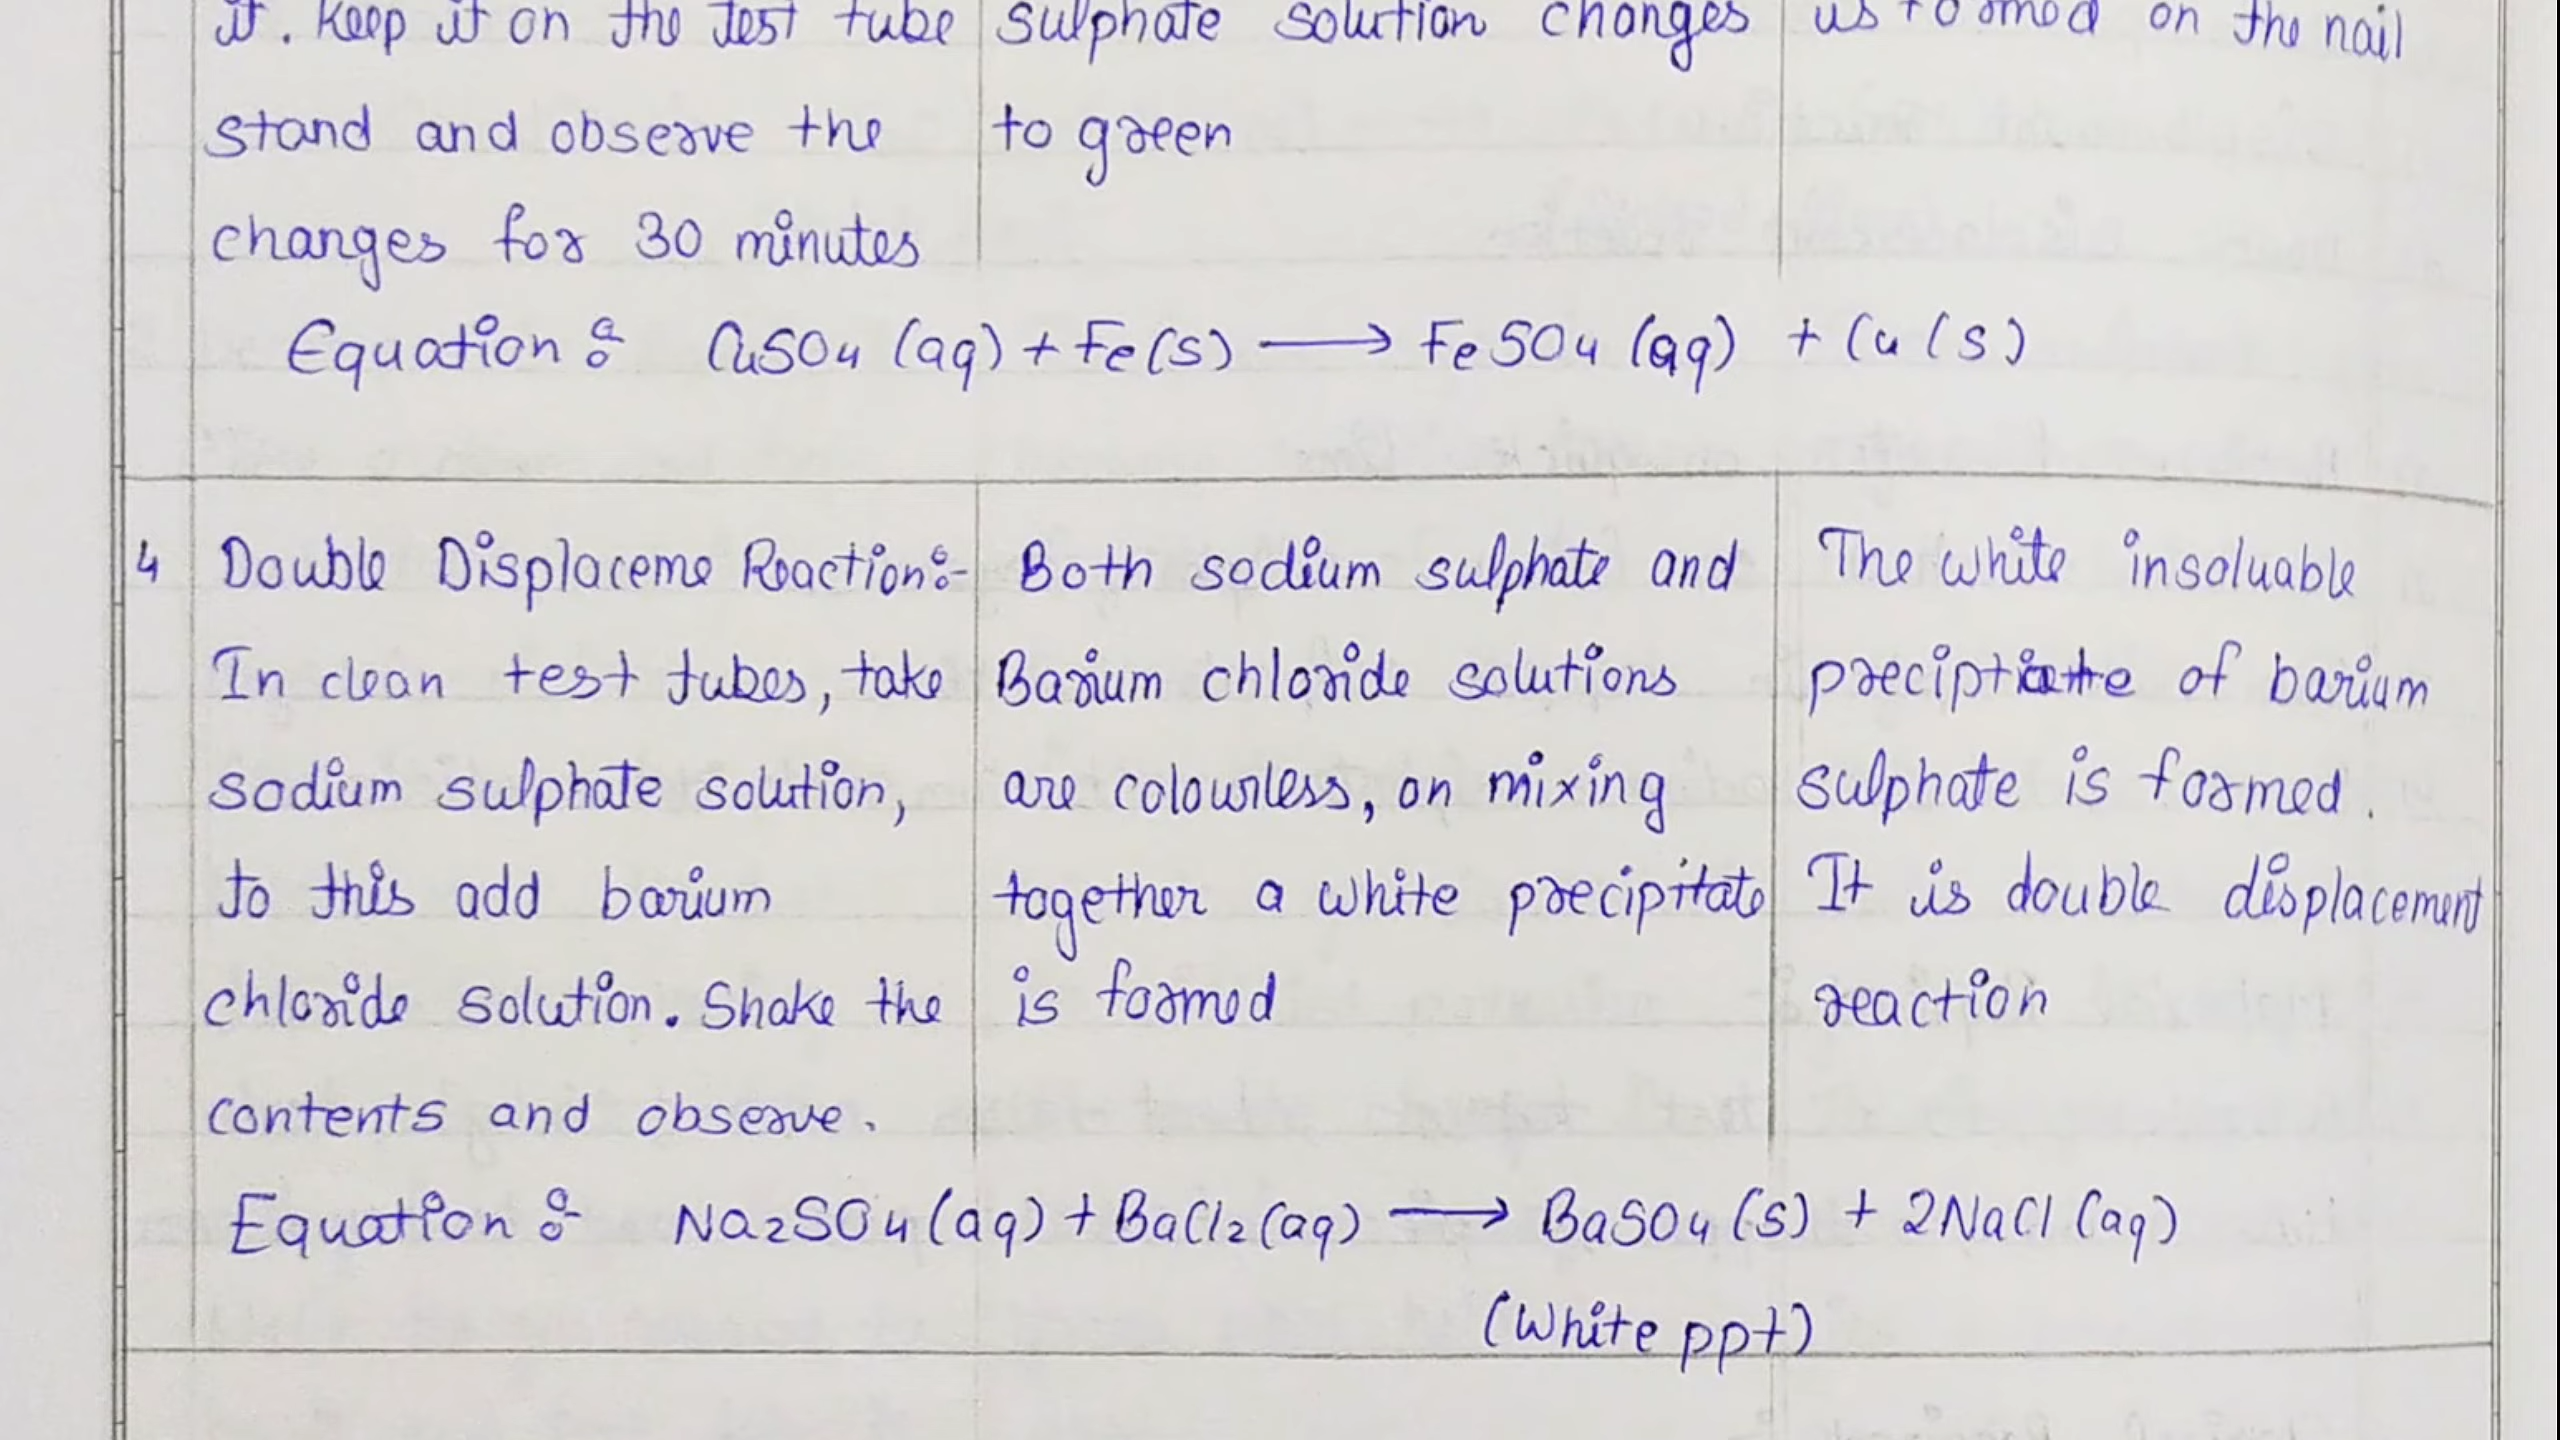 it. Keep it on the test tube
stand and observe the
changes for 30 minutes
sulphate solution changes
to green
is formed on the nail
Equation :- CuSO4 (aq) + Fe(s) ⟶ FeSO4 (aq) + Cu (s)
4
Double Displaceme Reaction:-
In clean test tubes, take
sodium sulphate solution,
to this add barium
chloride solution. Shake the
contents and observe.
Both sodium sulphate and
Barium chloride solutions
are colourless, on mixing
together a white precipitate
is formed
The white insoluable
preciptiate of barium
sulphate is formed.
It is double displacement
reaction
Equation :- Na2SO4 (aq) + BaCl2 (aq) ⟶ BaSO4 (s) + 2NaCl (aq)
(White ppt)